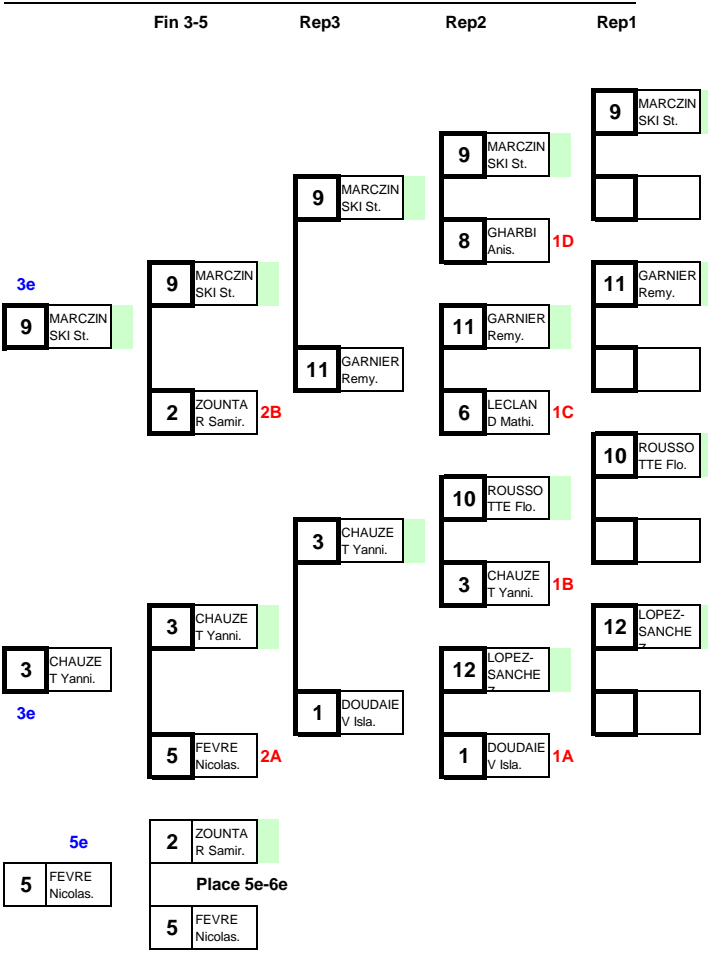 Fin 3-5 Rep3 Rep2 Rep1
9 MARCZIN
SKI St.
9 MARCZIN
SKI St.
9 MARCZIN
SKI St.
8 GHARBI
Anis. 1D
3e
9 MARCZIN
SKI St.
9 MARCZIN
SKI St.
11 GARNIER
Remy.
11 GARNIER
Remy.
11 GARNIER
Remy.
2 ZOUNTA
R Samir. 2B
6 LECLAN
D Mathi. 1C
10 ROUSSO
TTE Flo.
10 ROUSSO
TTE Flo.
3 CHAUZE
T Yanni.
3 CHAUZE
T Yanni. 1B
3 CHAUZE
T Yanni.
12 LOPEZ-
SANCHE
3 CHAUZE
T Yanni.
3e
12 LOPEZ-
SANCHE
1 DOUDAIE
V Isla.
5 FEVRE
Nicolas. 2A
1 DOUDAIE
V Isla. 1A
5e
2 ZOUNTA
R Samir.
5 FEVRE
Nicolas.
Place 5e-6e
5 FEVRE
Nicolas.